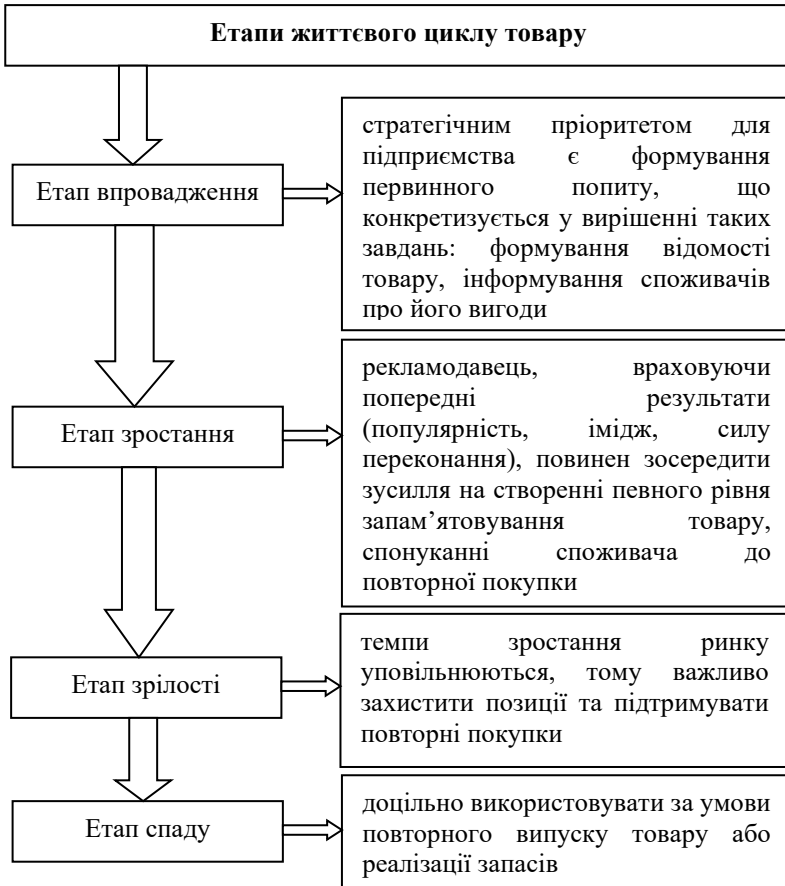 Етапи життєвого циклу товару
Етап впровадження
стратегічним пріоритетом для
підприємства є формування
первинного попиту, що
конкретизується у вирішенні таких
завдань: формування відомості
товару, інформування споживачів
про його вигоди
Етап зростання
рекламодавець, враховуючи
попередні результати
(популярність, імідж, силу
переконання), повинен зосередити
зусилля на створенні певного рівня
запам’ятовування товару,
спонуканні споживача до
повторної покупки
Етап зрілості
темпи зростання ринку
уповільнюються, тому важливо
захистити позиції та підтримувати
повторні покупки
Етап спаду
доцільно використовувати за умови
повторного випуску товару або
реалізації запасів